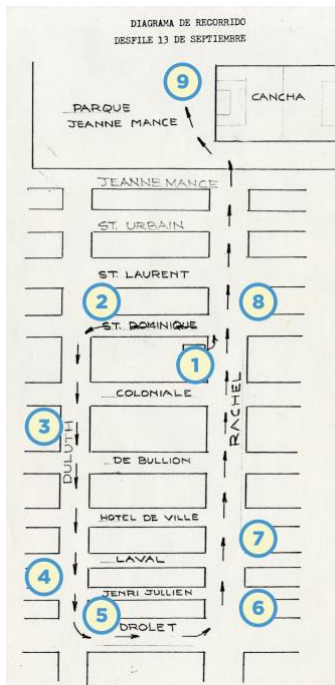 DIAGRAMA DE RECORRIDO
DESFILE 13 DE SEPTIEMBRE
9
PARQUE
JEANNE MANCE
CANCHA
JEANNE MANCE
ST. URBAIN
ST. LAURENT
2
8
ST. DOMINIQUE
1
COLONIALE
3
DULUTH
RACHEL
DE BULLION
HOTEL DE VILLE
7
LAVAL
4
JENRI JULLIEN
5
6
DROLET